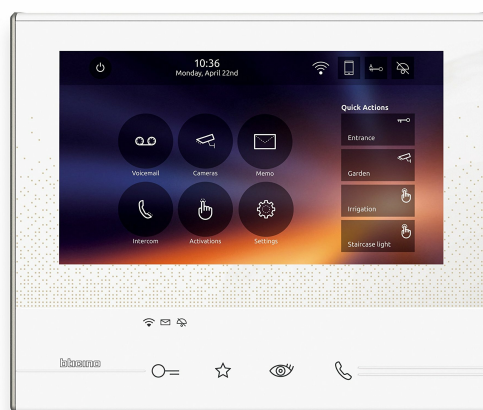 10:36
Monday, April 22nd
Quick Actions
Entrance
Voicemail
Cameras
Memo
Garden
Irrigation
Intercom
Activations
Settings
Staircase light
bticino